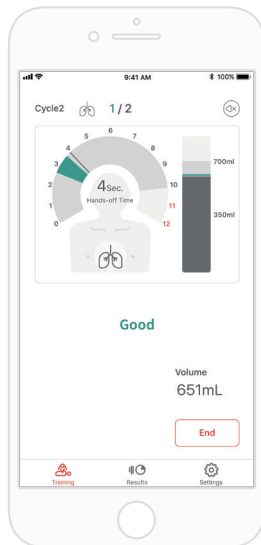 9:41 AM 100%
Cycle2 1 / 2
0 1 2 3 4 5 6 7 8 9 10 11 12
4Sec.
Hands-off Time
700ml
350ml
Good
Volume
651mL
End
Training Results Settings